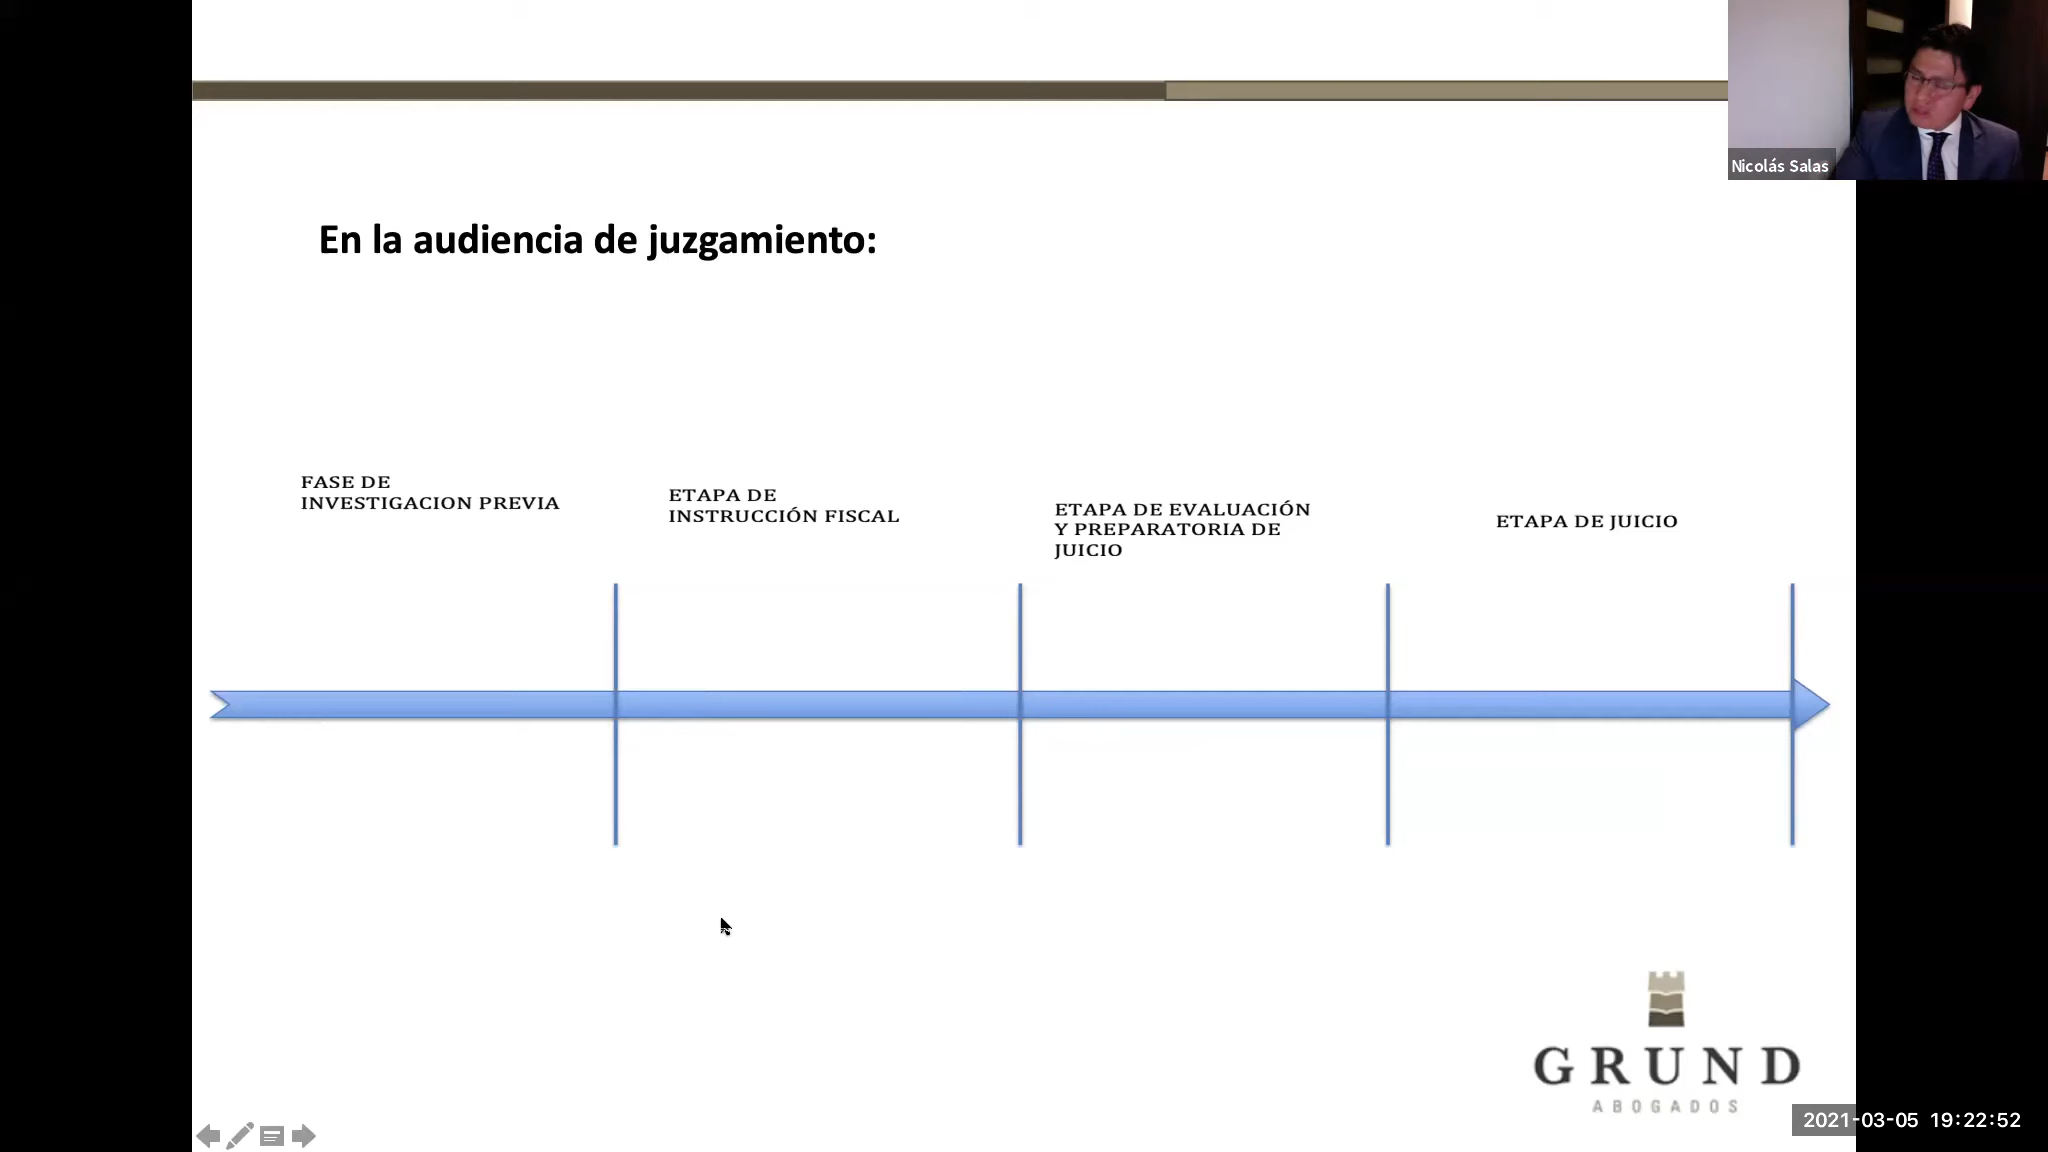 Nicolás Salas
En la audiencia de juzgamiento:
FASE DE
INVESTIGACION PREVIA
ETAPA DE
INSTRUCCIÓN FISCAL
ETAPA DE EVALUACIÓN
Y PREPARATORIA DE
JUICIO
ETAPA DE JUICIO
GRUND
ABOGADOS
2021-03-05 19:22:52